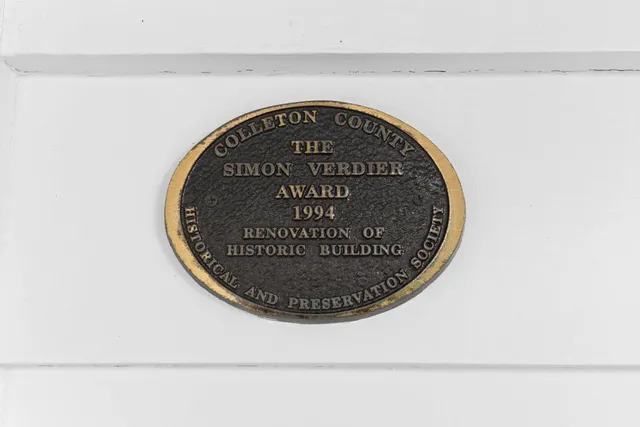 COLLETON COUNTY
THE
SIMON VERDIER
AWARD
1994
RENOVATION OF
HISTORIC BUILDING
HISTORICAL AND PRESERVATION SOCIETY